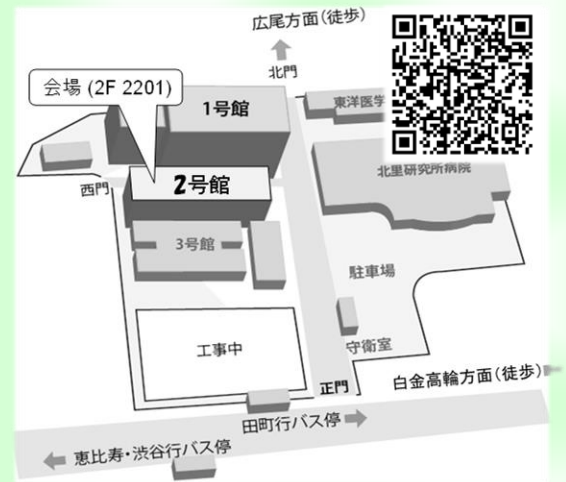 広尾方面（徒歩）
北門
会場 (2F 2201)
1号館
東洋医学
北里研究所病院
西門
2号館
3号館
駐車場
工事中
守衛室
正門
白金高輪方面（徒歩）
田町行バス停
恵比寿・渋谷行バス停